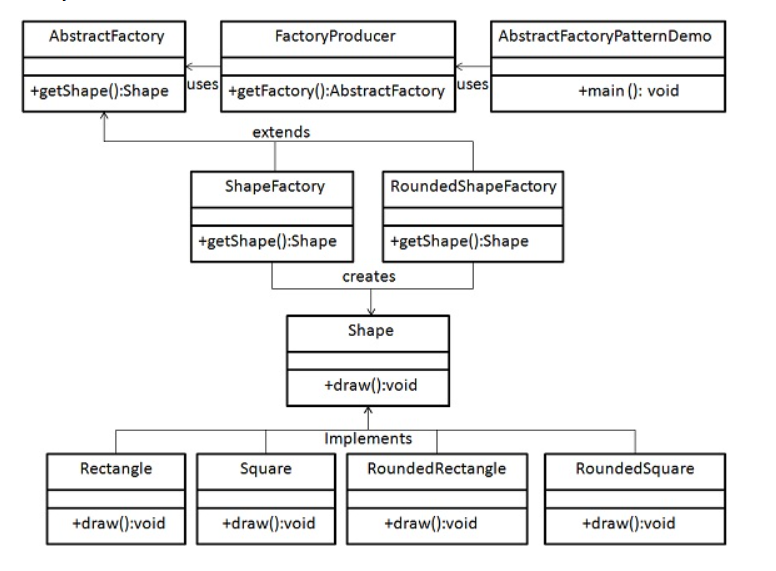 AbstractFactory
FactoryProducer
AbstractFactoryPatternDemo
+getShape():Shape
uses
+getFactory():AbstractFactory
uses
+main (): void
extends
ShapeFactory
RoundedShapeFactory
+getShape():Shape
+getShape():Shape
creates
Shape
+draw():void
Implements
Rectangle
Square
RoundedRectangle
RoundedSquare
+draw():void
+draw():void
+draw():void
+draw():void